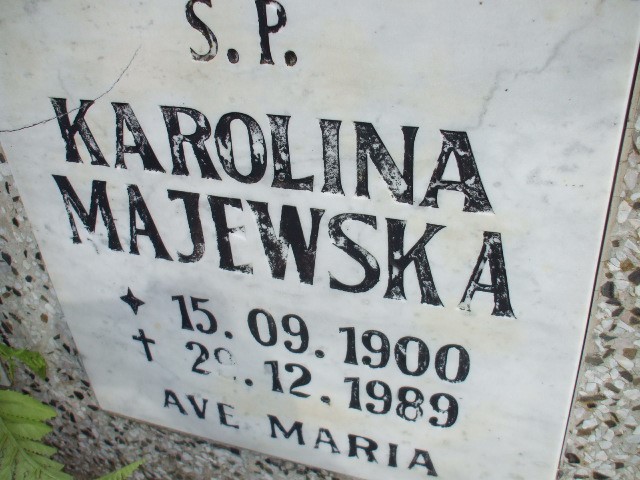 S.P.
KAROLINA
MAJEWSKA
15.09.1900
12.1989
AVE MARIA